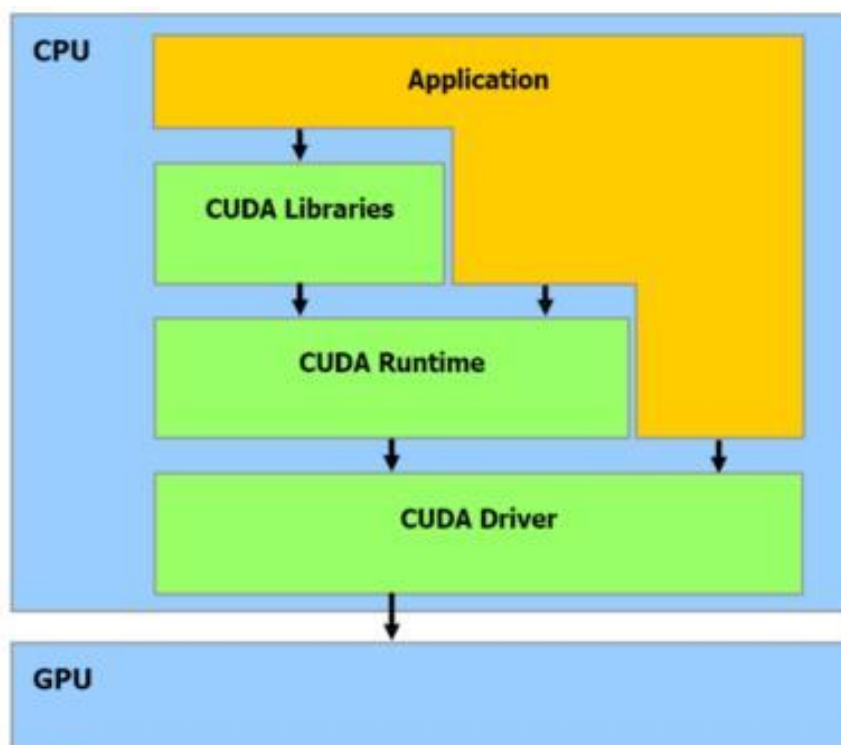 CPU
Application
CUDA Libraries
CUDA Runtime
CUDA Driver
GPU